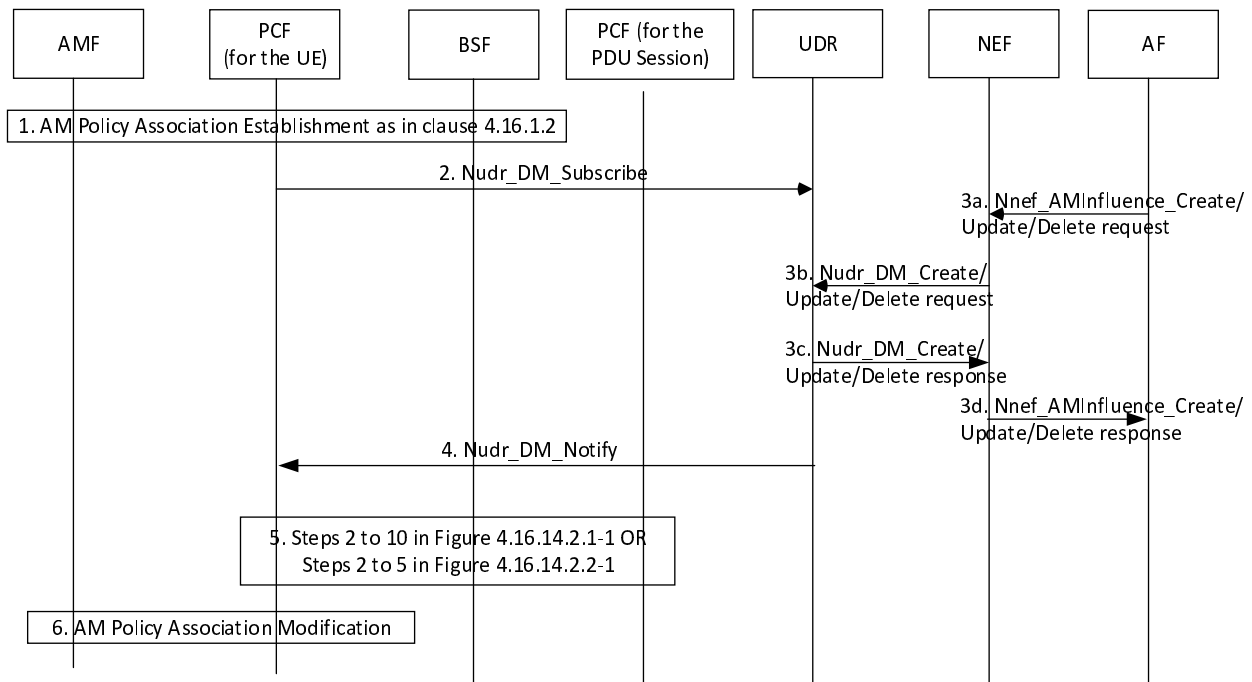 AMF
PCF
(for the UE)
BSF
PCF (for the
PDU Session)
UDR
NEF
AF
1. AM Policy Association Establishment as in clause 4.16.1.2
2. Nudr_DM_Subscribe
3a. Nnef_AMInfluence_Create/
Update/Delete request
3b. Nudr_DM_Create/
Update/Delete request
3c. Nudr_DM_Create/
Update/Delete response
3d. Nnef_AMInfluence_Create/
Update/Delete response
4. Nudr_DM_Notify
5. Steps 2 to 10 in Figure 4.16.14.2.1-1 OR
Steps 2 to 5 in Figure 4.16.14.2.2-1
6. AM Policy Association Modification